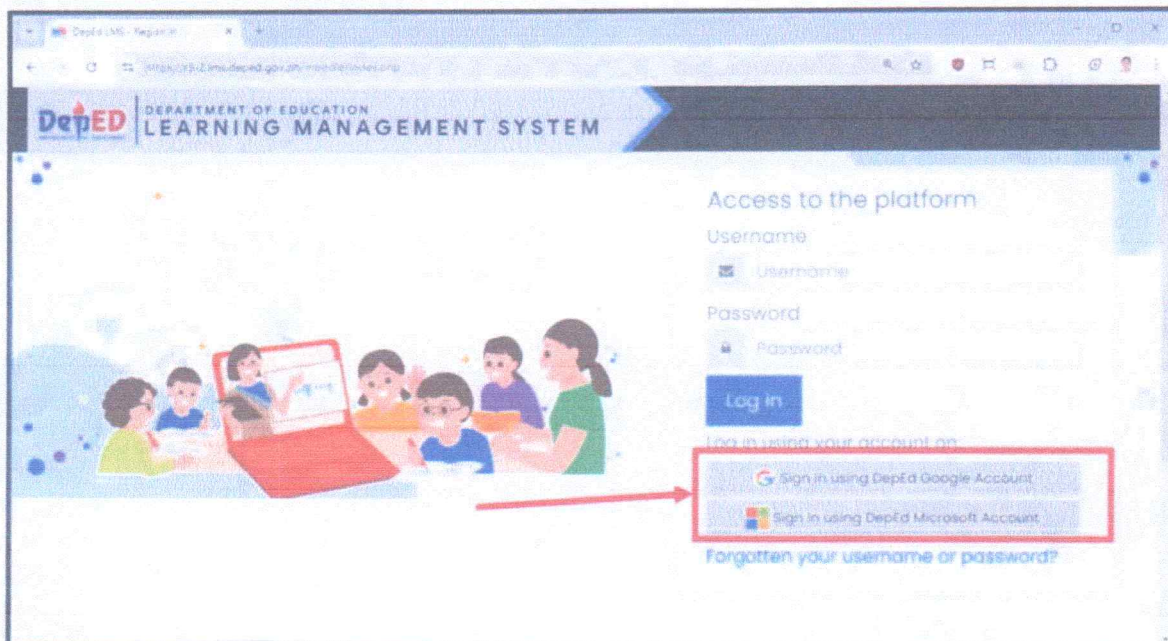 DepEd LMS - Region
DepED
DEPARTMENT OF EDUCATION
LEARNING MANAGEMENT SYSTEM
Access to the platform
Username
Username
Password
Password
Log in
Log in using your account on:
Sign in using DepEd Google Account
Sign in using DepEd Microsoft Account
Forgotten your username or password?